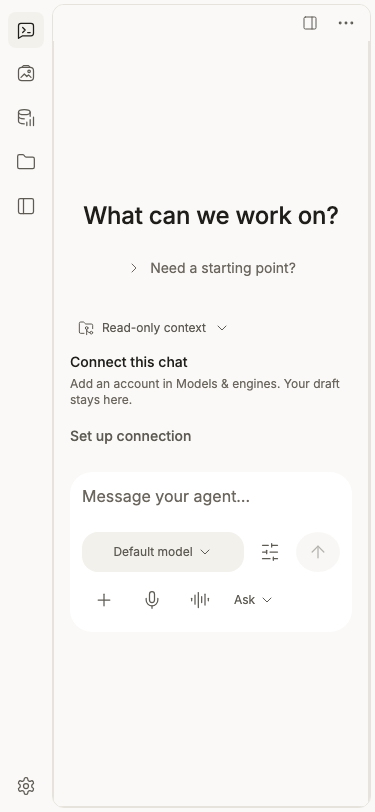 What can we work on?
Need a starting point?
Read-only context
Connect this chat
Add an account in Models & engines. Your draft
stays here.
Set up connection
Message your agent...
Default model
Ask